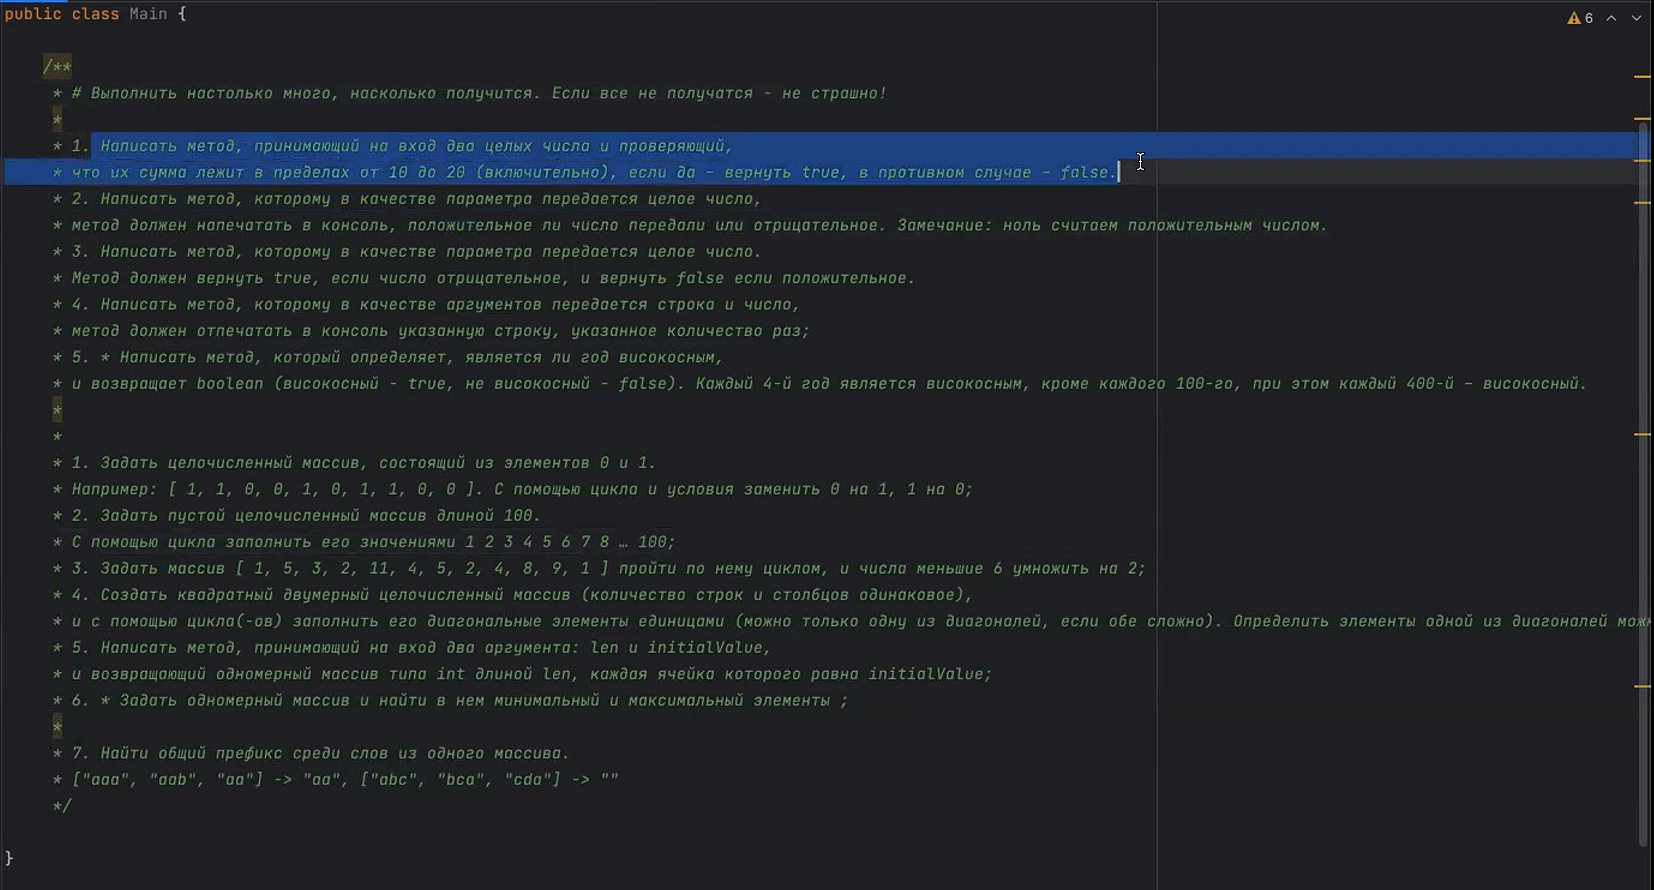 public class Main {
6
/**
* # Выполнить настолько много, насколько получится. Если все не получатся - не страшно!
*
* 1. Написать метод, принимающий на вход два целых числа и проверяющий,
* что их сумма лежит в пределах от 10 до 20 (включительно), если да – вернуть true, в противном случае – false.
* 2. Написать метод, которому в качестве параметра передается целое число,
* метод должен напечатать в консоль, положительное ли число передали или отрицательное. Замечание: ноль считаем положительным числом.
* 3. Написать метод, которому в качестве параметра передается целое число.
* Метод должен вернуть true, если число отрицательное, и вернуть false если положительное.
* 4. Написать метод, которому в качестве аргументов передается строка и число,
* метод должен отпечатать в консоль указанную строку, указанное количество раз;
* 5. * Написать метод, который определяет, является ли год високосным,
* и возвращает boolean (високосный - true, не високосный - false). Каждый 4-й год является високосным, кроме каждого 100-го, при этом каждый 400-й – високосный.
*
*
* 1. Задать целочисленный массив, состоящий из элементов 0 и 1.
* Например: [ 1, 1, 0, 0, 1, 0, 1, 1, 0, 0 ]. С помощью цикла и условия заменить 0 на 1, 1 на 0;
* 2. Задать пустой целочисленный массив длиной 100.
* С помощью цикла заполнить его значениями 1 2 3 4 5 6 7 8 … 100;
* 3. Задать массив [ 1, 5, 3, 2, 11, 4, 5, 2, 4, 8, 9, 1 ] пройти по нему циклом, и числа меньшие 6 умножить на 2;
* 4. Создать квадратный двумерный целочисленный массив (количество строк и столбцов одинаковое),
* и с помощью цикла(-ов) заполнить его диагональные элементы единицами (можно только одну из диагоналей, если обе сложно). Определить элементы одной из диагоналей
* 5. Написать метод, принимающий на вход два аргумента: len и initialValue,
* и возвращающий одномерный массив типа int длиной len, каждая ячейка которого равна initialValue;
* 6. * Задать одномерный массив и найти в нем минимальный и максимальный элементы ;
*
* 7. Найти общий префикс среди слов из одного массива.
* ["aaa", "aab", "aa"] -> "aa", ["abc", "bca", "cda"] -> ""
*/
}